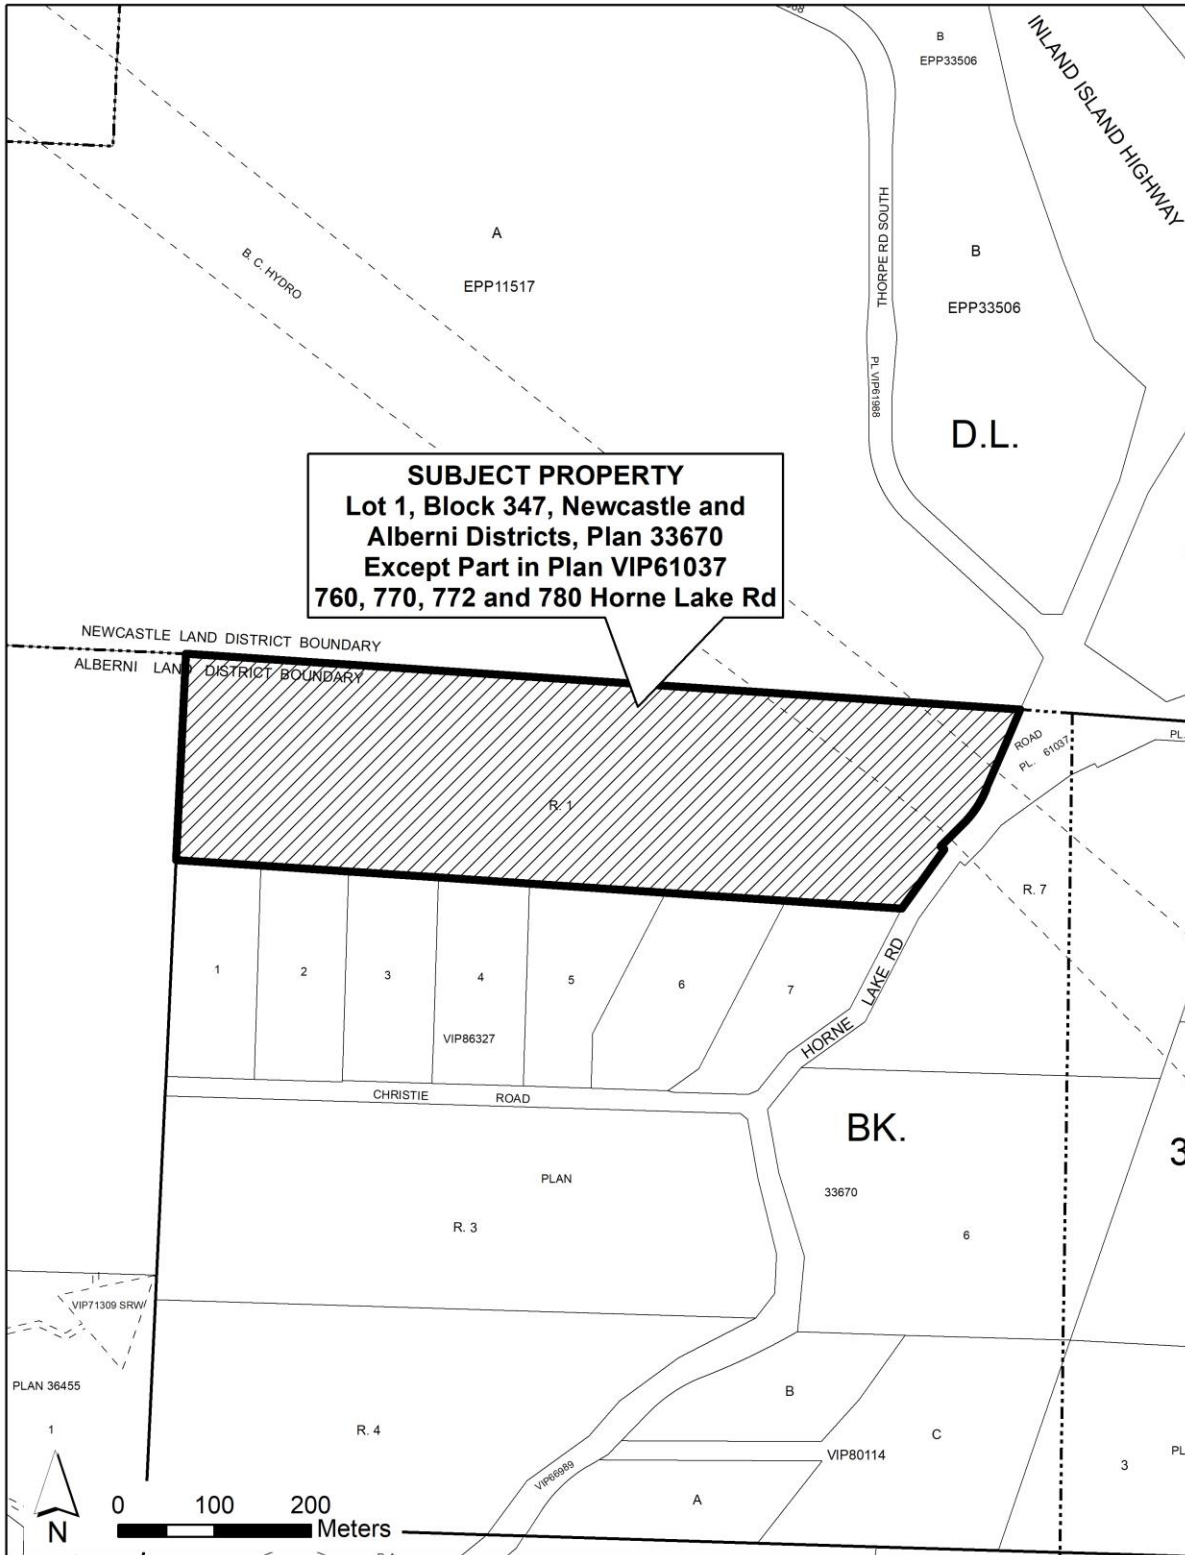 B
EPP33506
INLAND ISLAND HIGHWAY
THORPE RD SOUTH
A
B. C. HYDRO
EPP11517
B
EPP33506
PL. VIP61988
D.L.
SUBJECT PROPERTY
Lot 1, Block 347, Newcastle and
Alberni Districts, Plan 33670
Except Part in Plan VIP61037
760, 770, 772 and 780 Horne Lake Rd
NEWCASTLE LAND DISTRICT BOUNDARY
ALBERNI LAND DISTRICT BOUNDARY
ROAD
PL. 61037
PL.
R. 1
R. 7
1
2
3
4
5
6
7
HORNE LAKE RD
VIP86327
CHRISTIE ROAD
BK.
3
PLAN
33670
R. 3
6
VIP71309 SRW
PLAN 36455
1
R. 4
B
C
VIP80114
3
PL
VIP66989
A
N
0 100 200
Meters